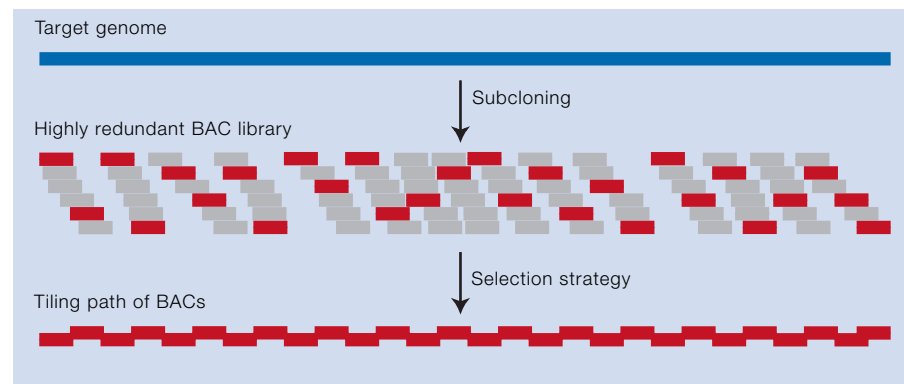 Target genome
Subcloning
Highly redundant BAC library
Selection strategy
Tiling path of BACs